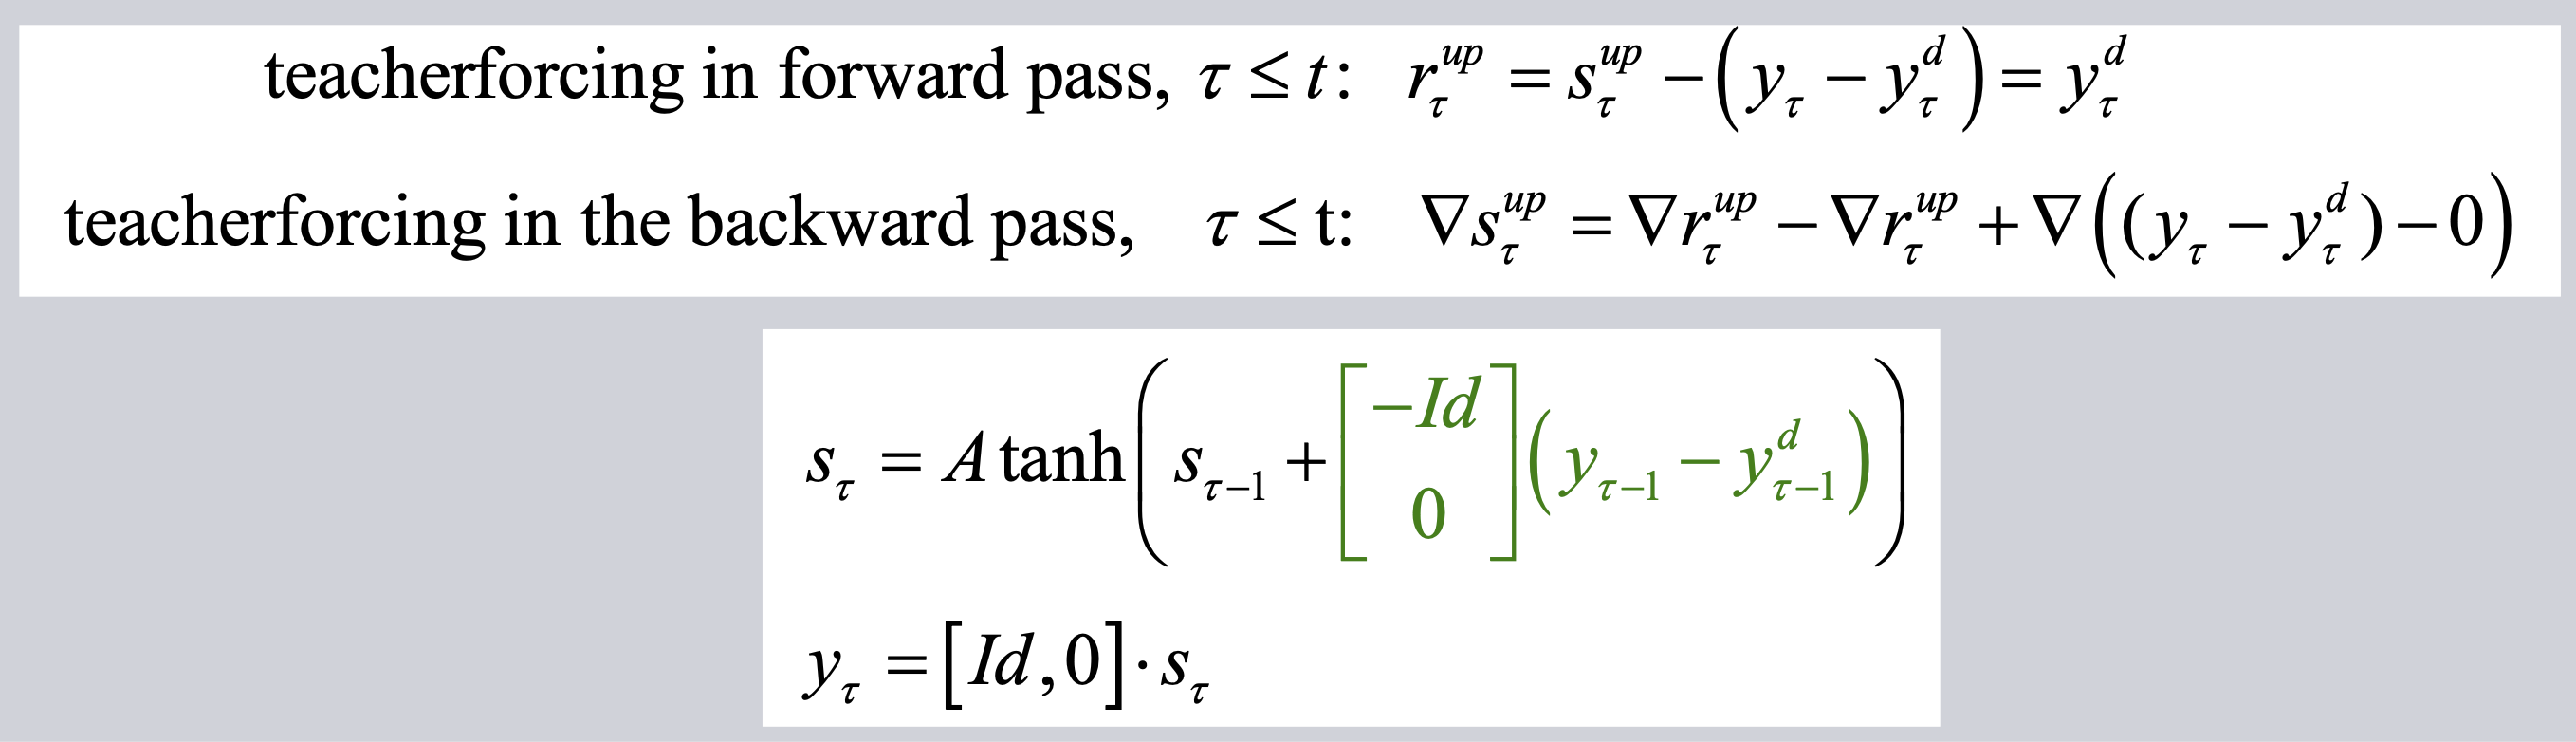 teacherforcing in forward pass, τ ≤ t: r_τ^{up} = s_τ^{up} − (y_τ − y_τ^d) = y_τ^d
teacherforcing in the backward pass, τ ≤ t: ∇s_τ^{up} = ∇r_τ^{up} − ∇r_τ^{up} + ∇((y_τ − y_τ^d) − 0)
s_τ = A tanh(s_{τ−1} + [−Id; 0](y_{τ−1} − y_{τ−1}^d))
y_τ = [Id, 0] · s_τ